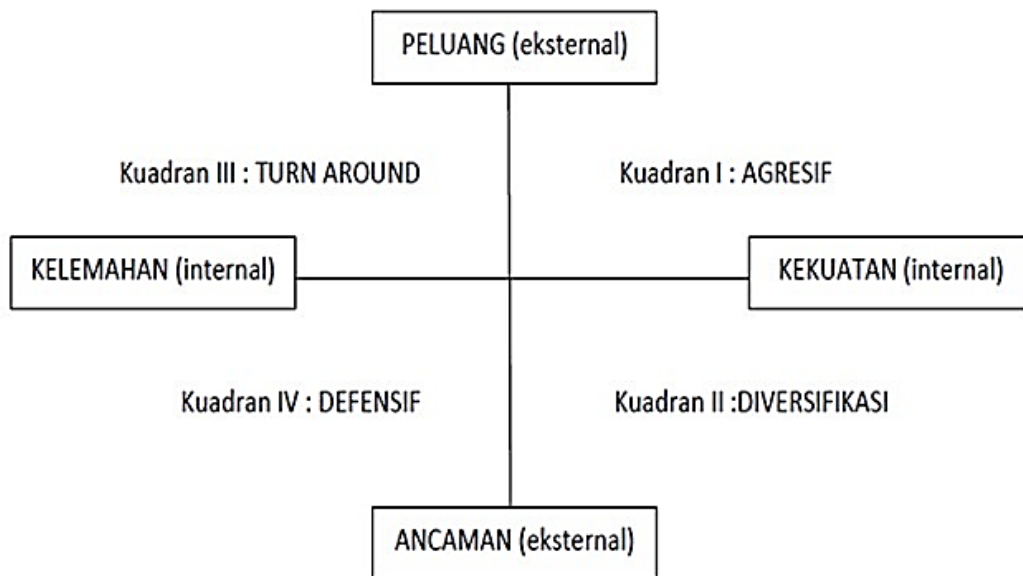 PELUANG (eksternal)
Kuadran III : TURN AROUND
Kuadran I : AGRESIF
KELEMAHAN (internal)
KEKUATAN (internal)
Kuadran IV : DEFENSIF
Kuadran II :DIVERSIFIKASI
ANCAMAN (eksternal)